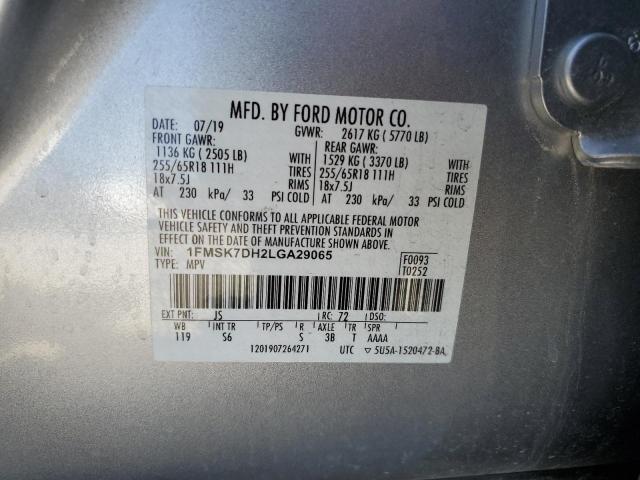 MFD. BY FORD MOTOR CO.
DATE: 07/19 GVWR: 2617 KG ( 5770 LB)
FRONT GAWR: REAR GAWR:
1136 KG ( 2505 LB) WITH 1529 KG ( 3370 LB) WITH
255/65R18 111H TIRES 255/65R18 111H TIRES
18x7.5J RIMS 18x7.5J RIMS
AT 230 kPa/ 33 PSI COLD AT 230 kPa/ 33 PSI COLD
THIS VEHICLE CONFORMS TO ALL APPLICABLE FEDERAL MOTOR
VEHICLE SAFETY AND THEFT PREVENTION STANDARDS IN
EFFECT ON THE DATE OF MANUFACTURE SHOWN ABOVE.
VIN: 1FMSK7DH2LGA29065 F0093
TYPE: MPV T0252
EXT PNT: JS RC: 72 DSO:
WB INT TR TP/PS R AXLE TR SPR
119 S6 S 3B T AAAA
1201907264271 UTC ▽ 5U5A-1520472-BA